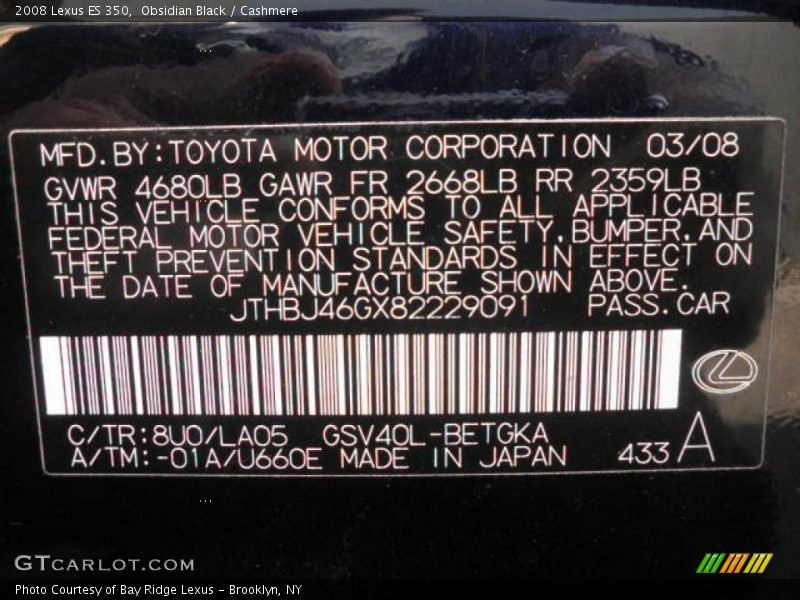 2008 Lexus ES 350,  Obsidian Black / Cashmere
MFD.BY:TOYOTA MOTOR CORPORATION 03/08
GVWR 4680LB GAWR FR 2668LB RR 2359LB
THIS VEHICLE CONFORMS TO ALL APPLICABLE
FEDERAL MOTOR VEHICLE SAFETY,BUMPER,AND
THEFT PREVENTION STANDARDS IN EFFECT ON
THE DATE OF MANUFACTURE SHOWN ABOVE.
JTHBJ46GX82229091 PASS.CAR
C/TR:8U0/LA05 GSV40L-BETGKA
A/TM:-01A/U660E MADE IN JAPAN 433 A
GTCARLOT.COM
Photo Courtesy of Bay Ridge Lexus - Brooklyn, NY